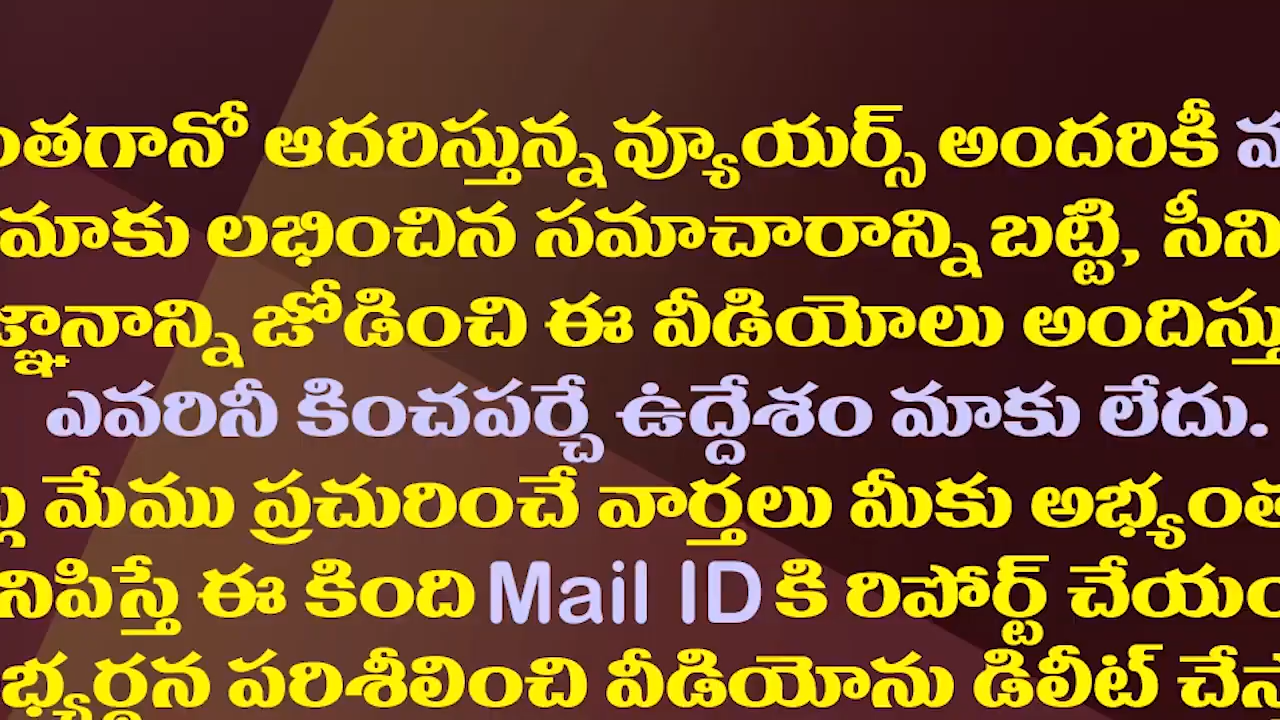 ంతగానో ఆదరిస్తున్న వ్యూయర్స్ అందరికీ
మాకు లభించిన సమాచారాన్ని బట్టి, సీని
జ్ఞానాన్ని జోడించి ఈ వీడియోలు అందిస్తు
ఎవరినీ కించపర్చే ఉద్దేశం మాకు లేదు.
మేము ప్రచురించే వార్తలు మీకు అభ్యంత
నిపిస్తే ఈ కింది Mail ID కి రిపోర్ట్ చేయం
భ్యర్థన పరిశీలించి వీడియోను డిలీట్ చేస